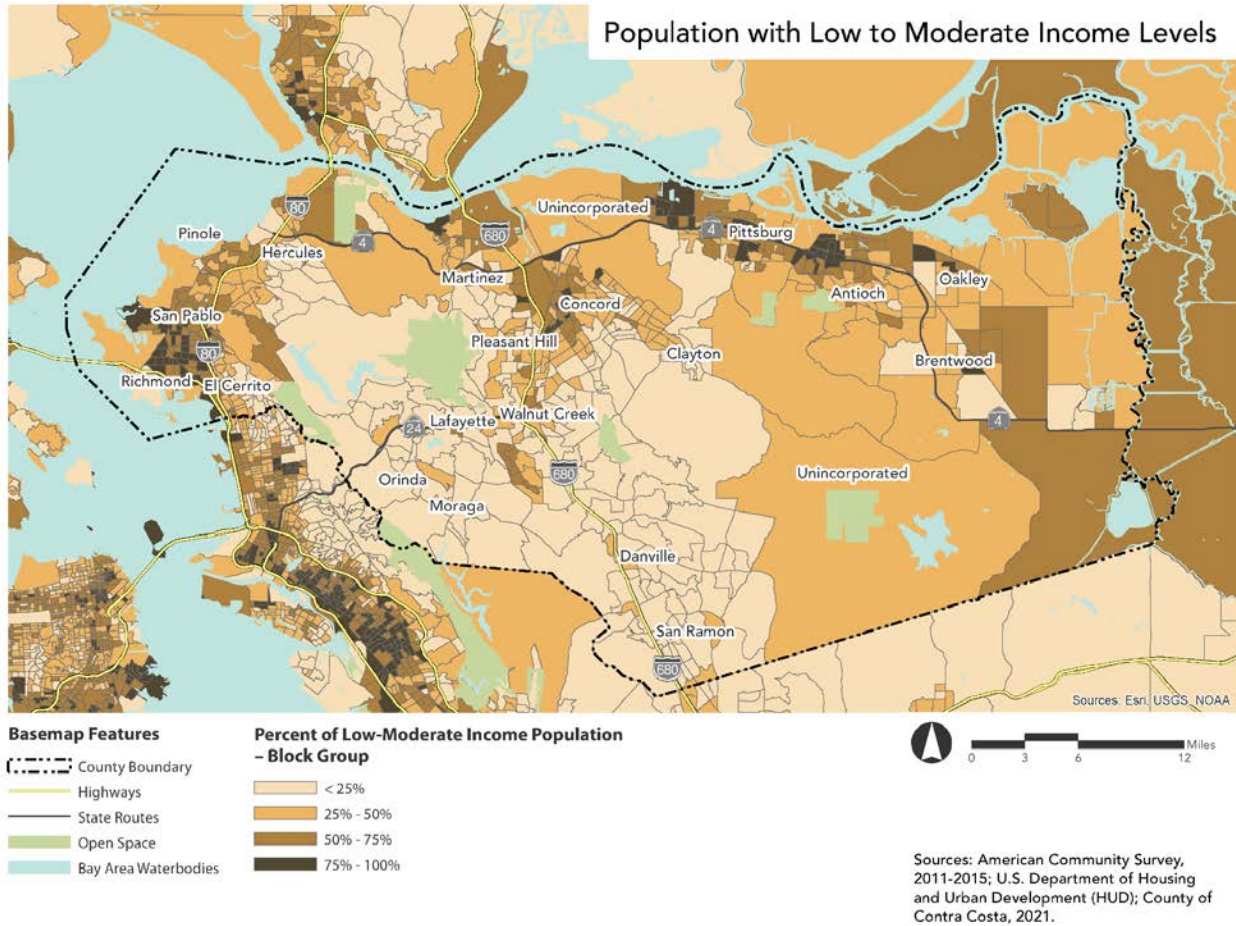 Population with Low to Moderate Income Levels
Unincorporated
80
Pinole
4
680
4
Pittsburg
Hercules
Martinez
Concord
Antioch
Oakley
San Pablo
80
Pleasant Hill
Clayton
Brentwood
Richmond
El Cerrito
24
Lafayette
Walnut Creek
4
Orinda
680
Unincorporated
Moraga
Danville
San Ramon
680
Sources: Esri, USGS, NOAA
Basemap Features
County Boundary
Highways
State Routes
Open Space
Bay Area Waterbodies
Percent of Low-Moderate Income Population
– Block Group
< 25%
25% - 50%
50% - 75%
75% - 100%
Miles
0 3 6 12
Sources: American Community Survey,
2011-2015; U.S. Department of Housing
and Urban Development (HUD); County of
Contra Costa, 2021.